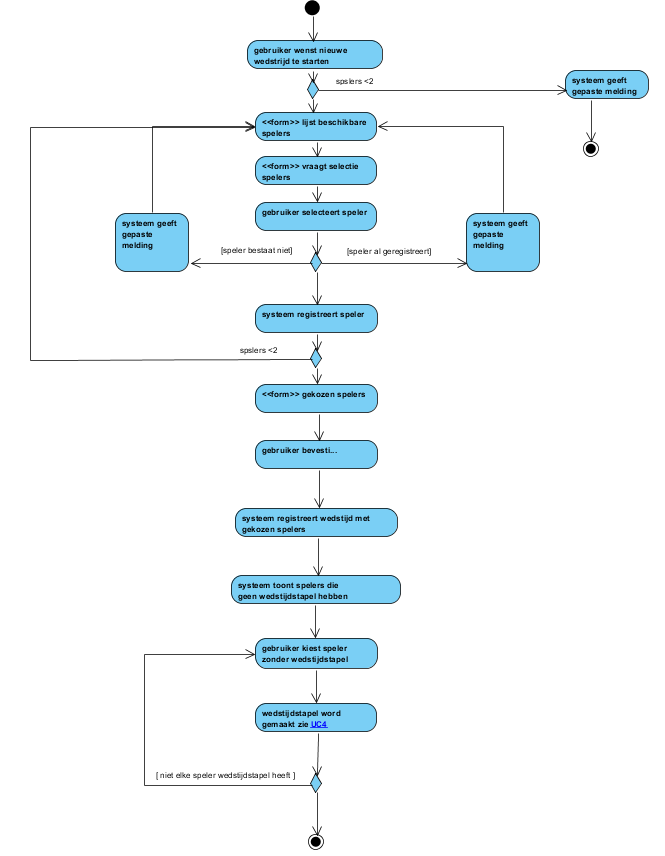 gebruiker wenst nieuwe
wedstrijd te starten
spslers <2
systeem geeft
gepaste melding
<<form>> lijst beschikbare
spelers
<<form>> vraagt selectie
spelers
gebruiker selecteert speler
systeem geeft
gepaste
melding
systeem geeft
gepaste
melding
[speler bestaat niet]
[speler al geregistreert]
systeem registreert speler
spslers <2
<<form>> gekozen spelers
gebruiker bevesti...
systeem registreert wedstijd met
gekozen spelers
systeem toont spelers die
geen wedstijdstapel hebben
gebruiker kiest speler
zonder wedstijdstapel
wedstijdstapel word
gemaakt zie UC4
[ niet elke speler wedstijdstapel heeft ]